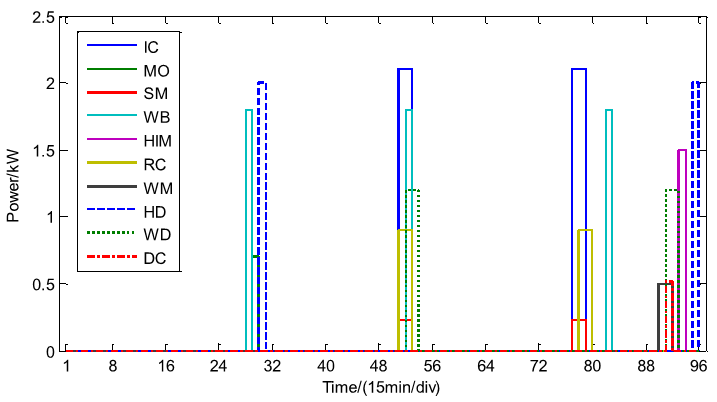 2.5
2
1.5
1
0.5
0
Power/kW
IC
MO
SM
WB
HIM
RC
WM
HD
WD
DC
1 8 16 24 32 40 48 56 64 72 80 88 96
Time/(15min/div)